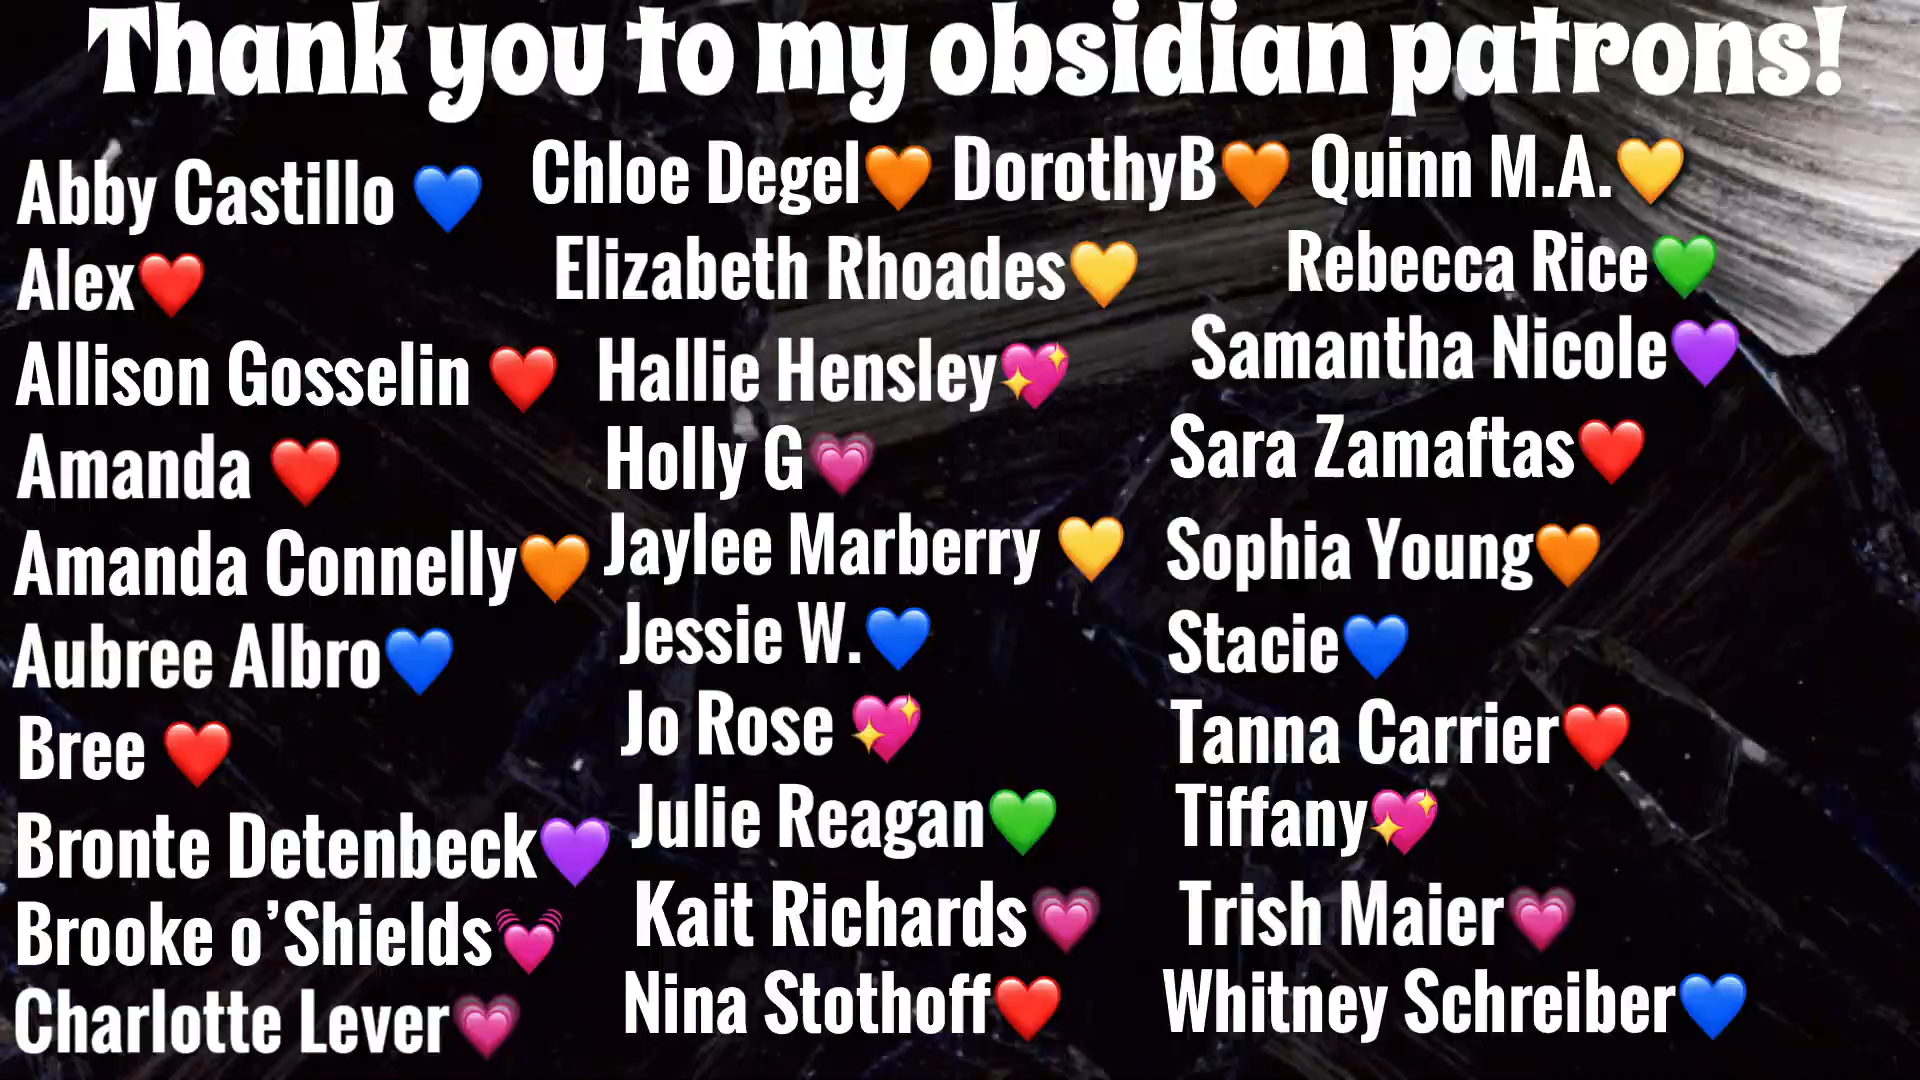 Thank you to my obsidian patrons!
Abby Castillo 💙
Alex❤️
Allison Gosselin ❤️
Amanda ❤️
Amanda Connelly🧡
Aubree Albro💙
Bree ❤️
Bronte Detenbeck💜
Brooke o’Shields💓
Charlotte Lever💗
Chloe Degel🧡
DorothyB🧡
Elizabeth Rhoades💛
Hallie Hensley💖
Holly G💗
Jaylee Marberry 💛
Jessie W.💙
Jo Rose 💖
Julie Reagan💚
Kait Richards💗
Nina Stothoff❤️
Quinn M.A.💛
Rebecca Rice💚
Samantha Nicole💜
Sara Zamaftas❤️
Sophia Young🧡
Stacie💙
Tanna Carrier❤️
Tiffany💖
Trish Maier💗
Whitney Schreiber💙